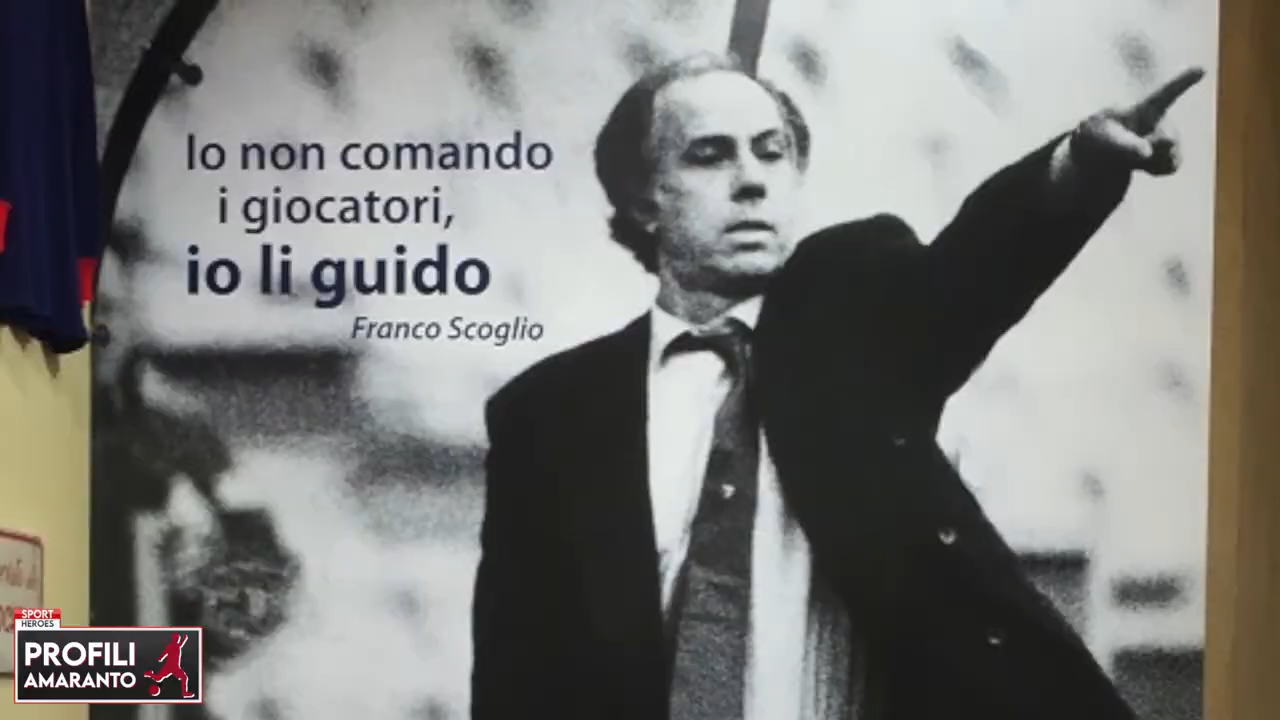 Io non comando
i giocatori,
io li guido
Franco Scoglio
SPORT
HEROES
PROFILI
AMARANTO